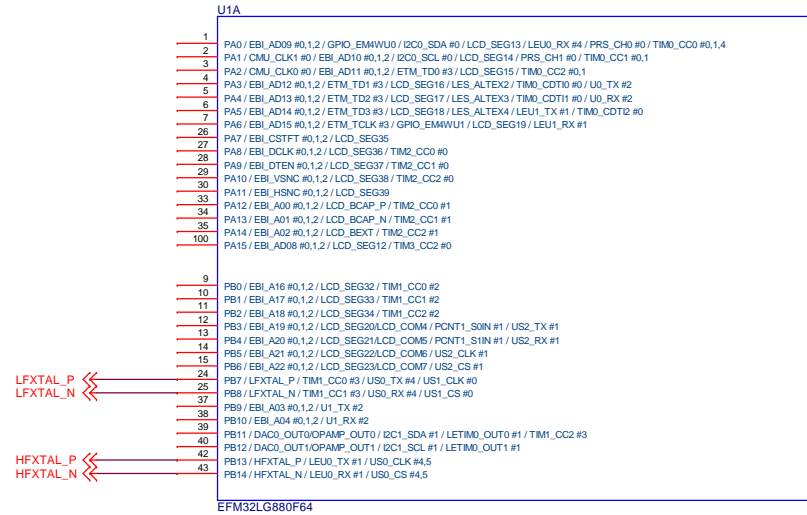 U1A
1 PA0 / EBI_AD09 #0,1,2 / GPIO_EM4WU0 / I2C0_SDA #0 / LCD_SEG13 / LEU0_RX #4 / PRS_CH0 #0 / TIM0_CC0 #0,1,4
2 PA1 / CMU_CLK1 #0 / EBI_AD10 #0,1,2 / I2C0_SCL #0 / LCD_SEG14 / PRS_CH1 #0 / TIM0_CC1 #0,1
3 PA2 / CMU_CLK0 #0 / EBI_AD11 #0,1,2 / ETM_TD0 #3 / LCD_SEG15 / TIM0_CC2 #0,1
4 PA3 / EBI_AD12 #0,1,2 / ETM_TD1 #3 / LCD_SEG16 / LES_ALTEX2 / TIM0_CDTI0 #0 / U0_TX #2
5 PA4 / EBI_AD13 #0,1,2 / ETM_TD2 #3 / LCD_SEG17 / LES_ALTEX3 / TIM0_CDTI1 #0 / U0_RX #2
6 PA5 / EBI_AD14 #0,1,2 / ETM_TD3 #3 / LCD_SEG18 / LES_ALTEX4 / LEU1_TX #1 / TIM0_CDTI2 #0
7 PA6 / EBI_AD15 #0,1,2 / ETM_TCLK #3 / GPIO_EM4WU1 / LCD_SEG19 / LEU1_RX #1
26 PA7 / EBI_CSTFT #0,1,2 / LCD_SEG35
27 PA8 / EBI_DCLK #0,1,2 / LCD_SEG36 / TIM2_CC0 #0
28 PA9 / EBI_DTEN #0,1,2 / LCD_SEG37 / TIM2_CC1 #0
29 PA10 / EBI_VSNC #0,1,2 / LCD_SEG38 / TIM2_CC2 #0
30 PA11 / EBI_HSNC #0,1,2 / LCD_SEG39
33 PA12 / EBI_A00 #0,1,2 / LCD_BCAP_P / TIM2_CC0 #1
34 PA13 / EBI_A01 #0,1,2 / LCD_BCAP_N / TIM2_CC1 #1
35 PA14 / EBI_A02 #0,1,2 / LCD_BEXT / TIM2_CC2 #1
100 PA15 / EBI_AD08 #0,1,2 / LCD_SEG12 / TIM3_CC2 #0
9 PB0 / EBI_A16 #0,1,2 / LCD_SEG32 / TIM1_CC0 #2
10 PB1 / EBI_A17 #0,1,2 / LCD_SEG33 / TIM1_CC1 #2
11 PB2 / EBI_A18 #0,1,2 / LCD_SEG34 / TIM1_CC2 #2
12 PB3 / EBI_A19 #0,1,2 / LCD_SEG20/LCD_COM4 / PCNT1_S0IN #1 / US2_TX #1
13 PB4 / EBI_A20 #0,1,2 / LCD_SEG21/LCD_COM5 / PCNT1_S1IN #1 / US2_RX #1
14 PB5 / EBI_A21 #0,1,2 / LCD_SEG22/LCD_COM6 / US2_CLK #1
15 PB6 / EBI_A22 #0,1,2 / LCD_SEG23/LCD_COM7 / US2_CS #1
LFXTAL_P 24 PB7 / LFXTAL_P / TIM1_CC0 #3 / US0_TX #4 / US1_CLK #0
LFXTAL_N 25 PB8 / LFXTAL_N / TIM1_CC1 #3 / US0_RX #4 / US1_CS #0
37 PB9 / EBI_A03 #0,1,2 / U1_TX #2
38 PB10 / EBI_A04 #0,1,2 / U1_RX #2
39 PB11 / DAC0_OUT0/OPAMP_OUT0 / I2C1_SDA #1 / LETIM0_OUT0 #1 / TIM1_CC2 #3
40 PB12 / DAC0_OUT1/OPAMP_OUT1 / I2C1_SCL #1 / LETIM0_OUT1 #1
HFXTAL_P 42 PB13 / HFXTAL_P / LEU0_TX #1 / US0_CLK #4,5
HFXTAL_N 43 PB14 / HFXTAL_N / LEU0_RX #1 / US0_CS #4,5
EFM32LG880F64